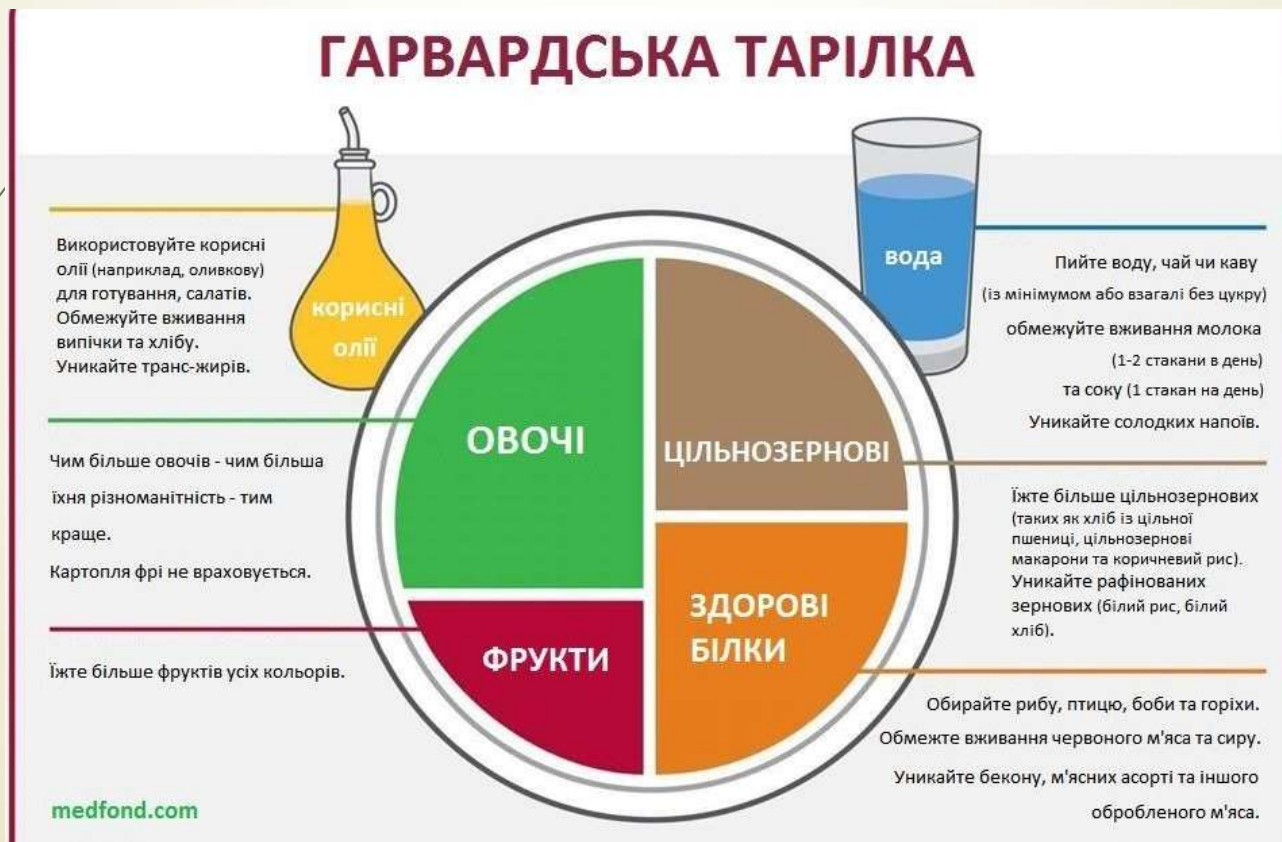 ГАРВАРДСЬКА ТАРІЛКА
Використовуйте корисні
олії (наприклад, оливкову)
для готування, салатів.
Обмежуйте вживання
випічки та хлібу.
Уникайте транс-жирів.
корисні
олії
Чим більше овочів - чим більша
їхня різноманітність - тим
краще.
Картопля фрі не враховується.
Їжте більше фруктів усіх кольорів.
medfond.com
ОВОЧІ
ФРУКТИ
ЦІЛЬНОЗЕРНОВІ
ЗДОРОВІ
БІЛКИ
вода
Пийте воду, чай чи каву
(із мінімумом або взагалі без цукру)
обмежуйте вживання молока
(1-2 стакани в день)
та соку (1 стакан на день)
Уникайте солодких напоїв.
Їжте більше цільнозернових
(таких як хліб із цільної
пшениці, цільнозернові
макарони та коричневий рис).
Уникайте рафінованих
зернових (білий рис, білий
хліб).
Обирайте рибу, птицю, боби та горіхи.
Обмежте вживання червоного м'яса та сиру.
Уникайте бекону, м'ясних асорті та іншого
обробленого м'яса.